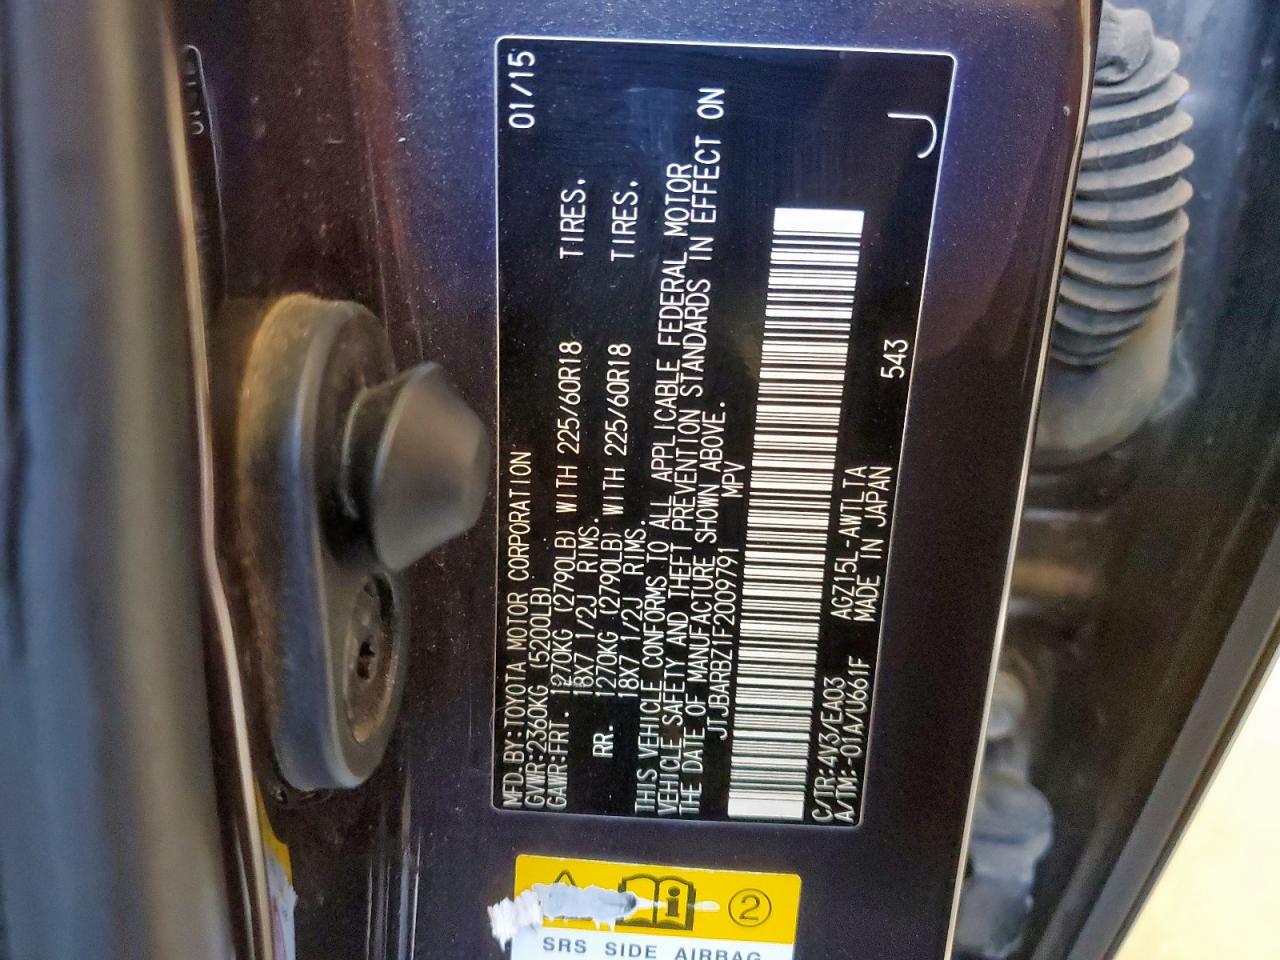 MFD.BY:TOYOTA MOTOR CORPORATION 01/15
GVWR:2360KG (5200LB)
GAWR:FRT. 1270KG (2790LB) WITH 225/60R18 TIRES.
18X7 1/2J RIMS.
RR. 1270KG (2790LB) WITH 225/60R18 TIRES.
18X7 1/2J RIMS.
THIS VEHICLE CONFORMS TO ALL APPLICABLE FEDERAL MOTOR
VEHICLE SAFETY AND THEFT PREVENTION STANDARDS IN EFFECT ON
THE DATE OF MANUFACTURE SHOWN ABOVE.
JTJBARBZ1F2009791 MPV
C/TR:4V3/EA03 AGZ15L-AWTLTA
A/TM:-01A/U661F MADE IN JAPAN 543
J
2
SRS SIDE AIRBAG